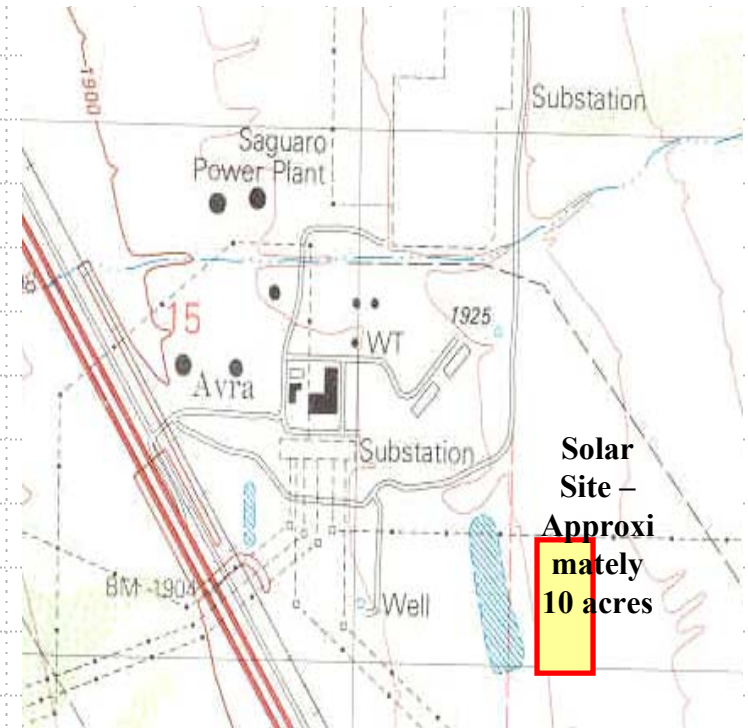 1900
Substation
Saguaro
Power Plant
15
1925
WT
Avra
Substation
Solar
Site –
Approxi
mately
10 acres
BM 1904
Well